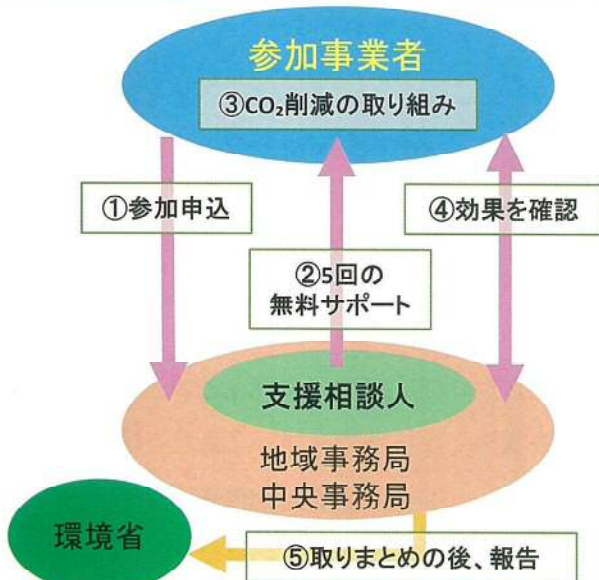 参加事業者
③CO₂削減の取り組み
①参加申込
④効果を確認
②5回の
無料サポート
支援相談人
地域事務局
中央事務局
環境省
⑤取りまとめの後、報告